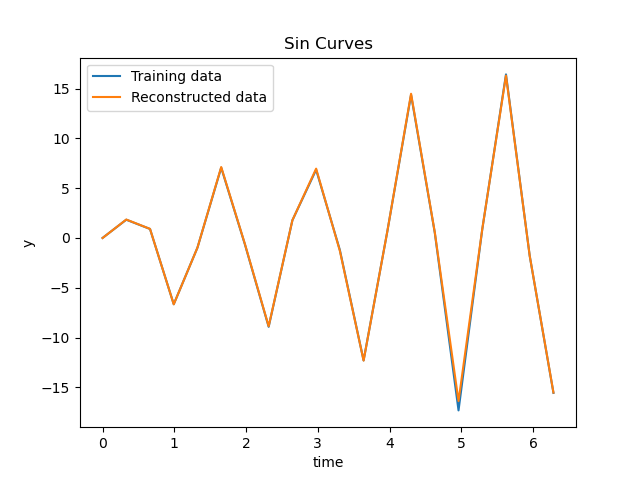 Sin Curves
Training data
Reconstructed data
15
10
5
0
−5
−10
−15
y
0 1 2 3 4 5 6
time